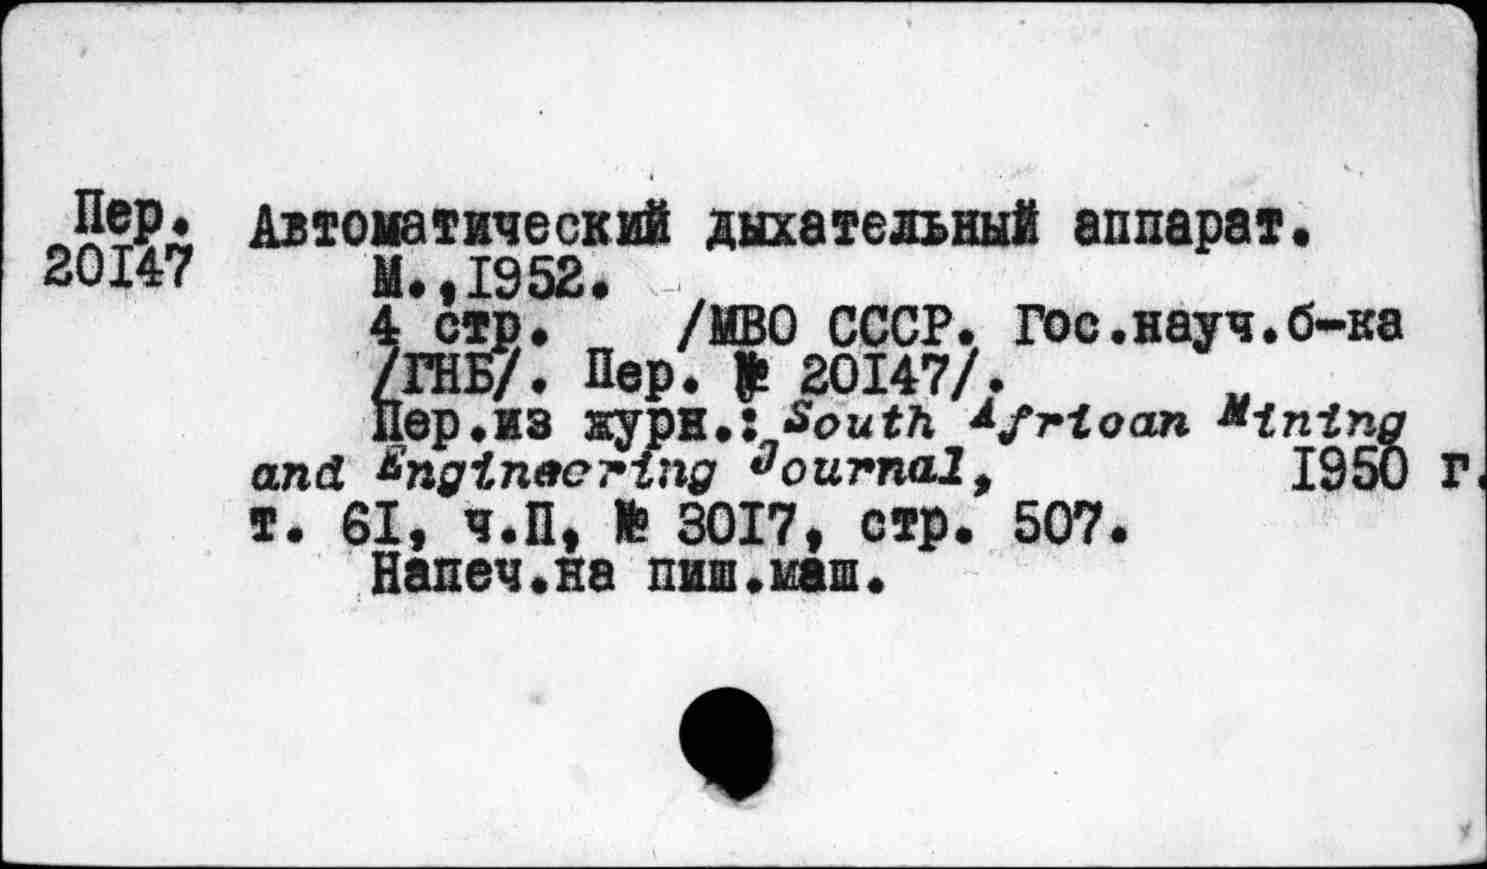 Пер. Автоматический дыхательный аппарат.
20147 М.,1952.
4 стр. /МВО СССР. Гос.науч.б-ка
/ГНБ/. Пер. № 20147/.
Пер.из журн.: South African Mining
and Engineering Journal, 1950 г.
т. 61, ч.П, № 3017, стр. 507.
Напеч.на пиш.маш.